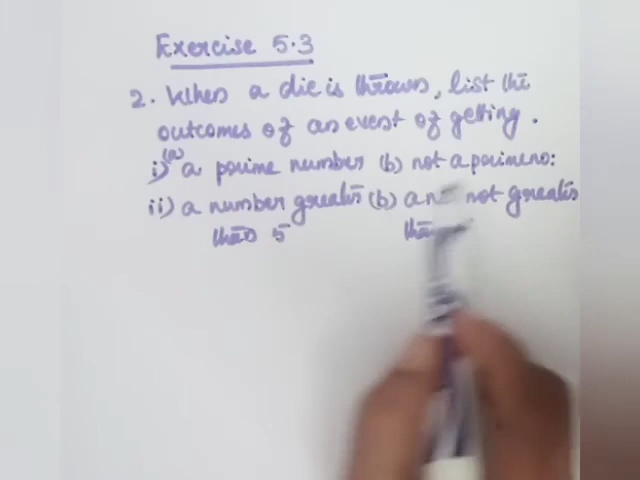 Exercise 5.3
2. When a die is thrown, list the
outcomes of an event of getting.
i) (a) a prime number (b) not a prime no:
ii) a number greater (b) a not greater
than 5